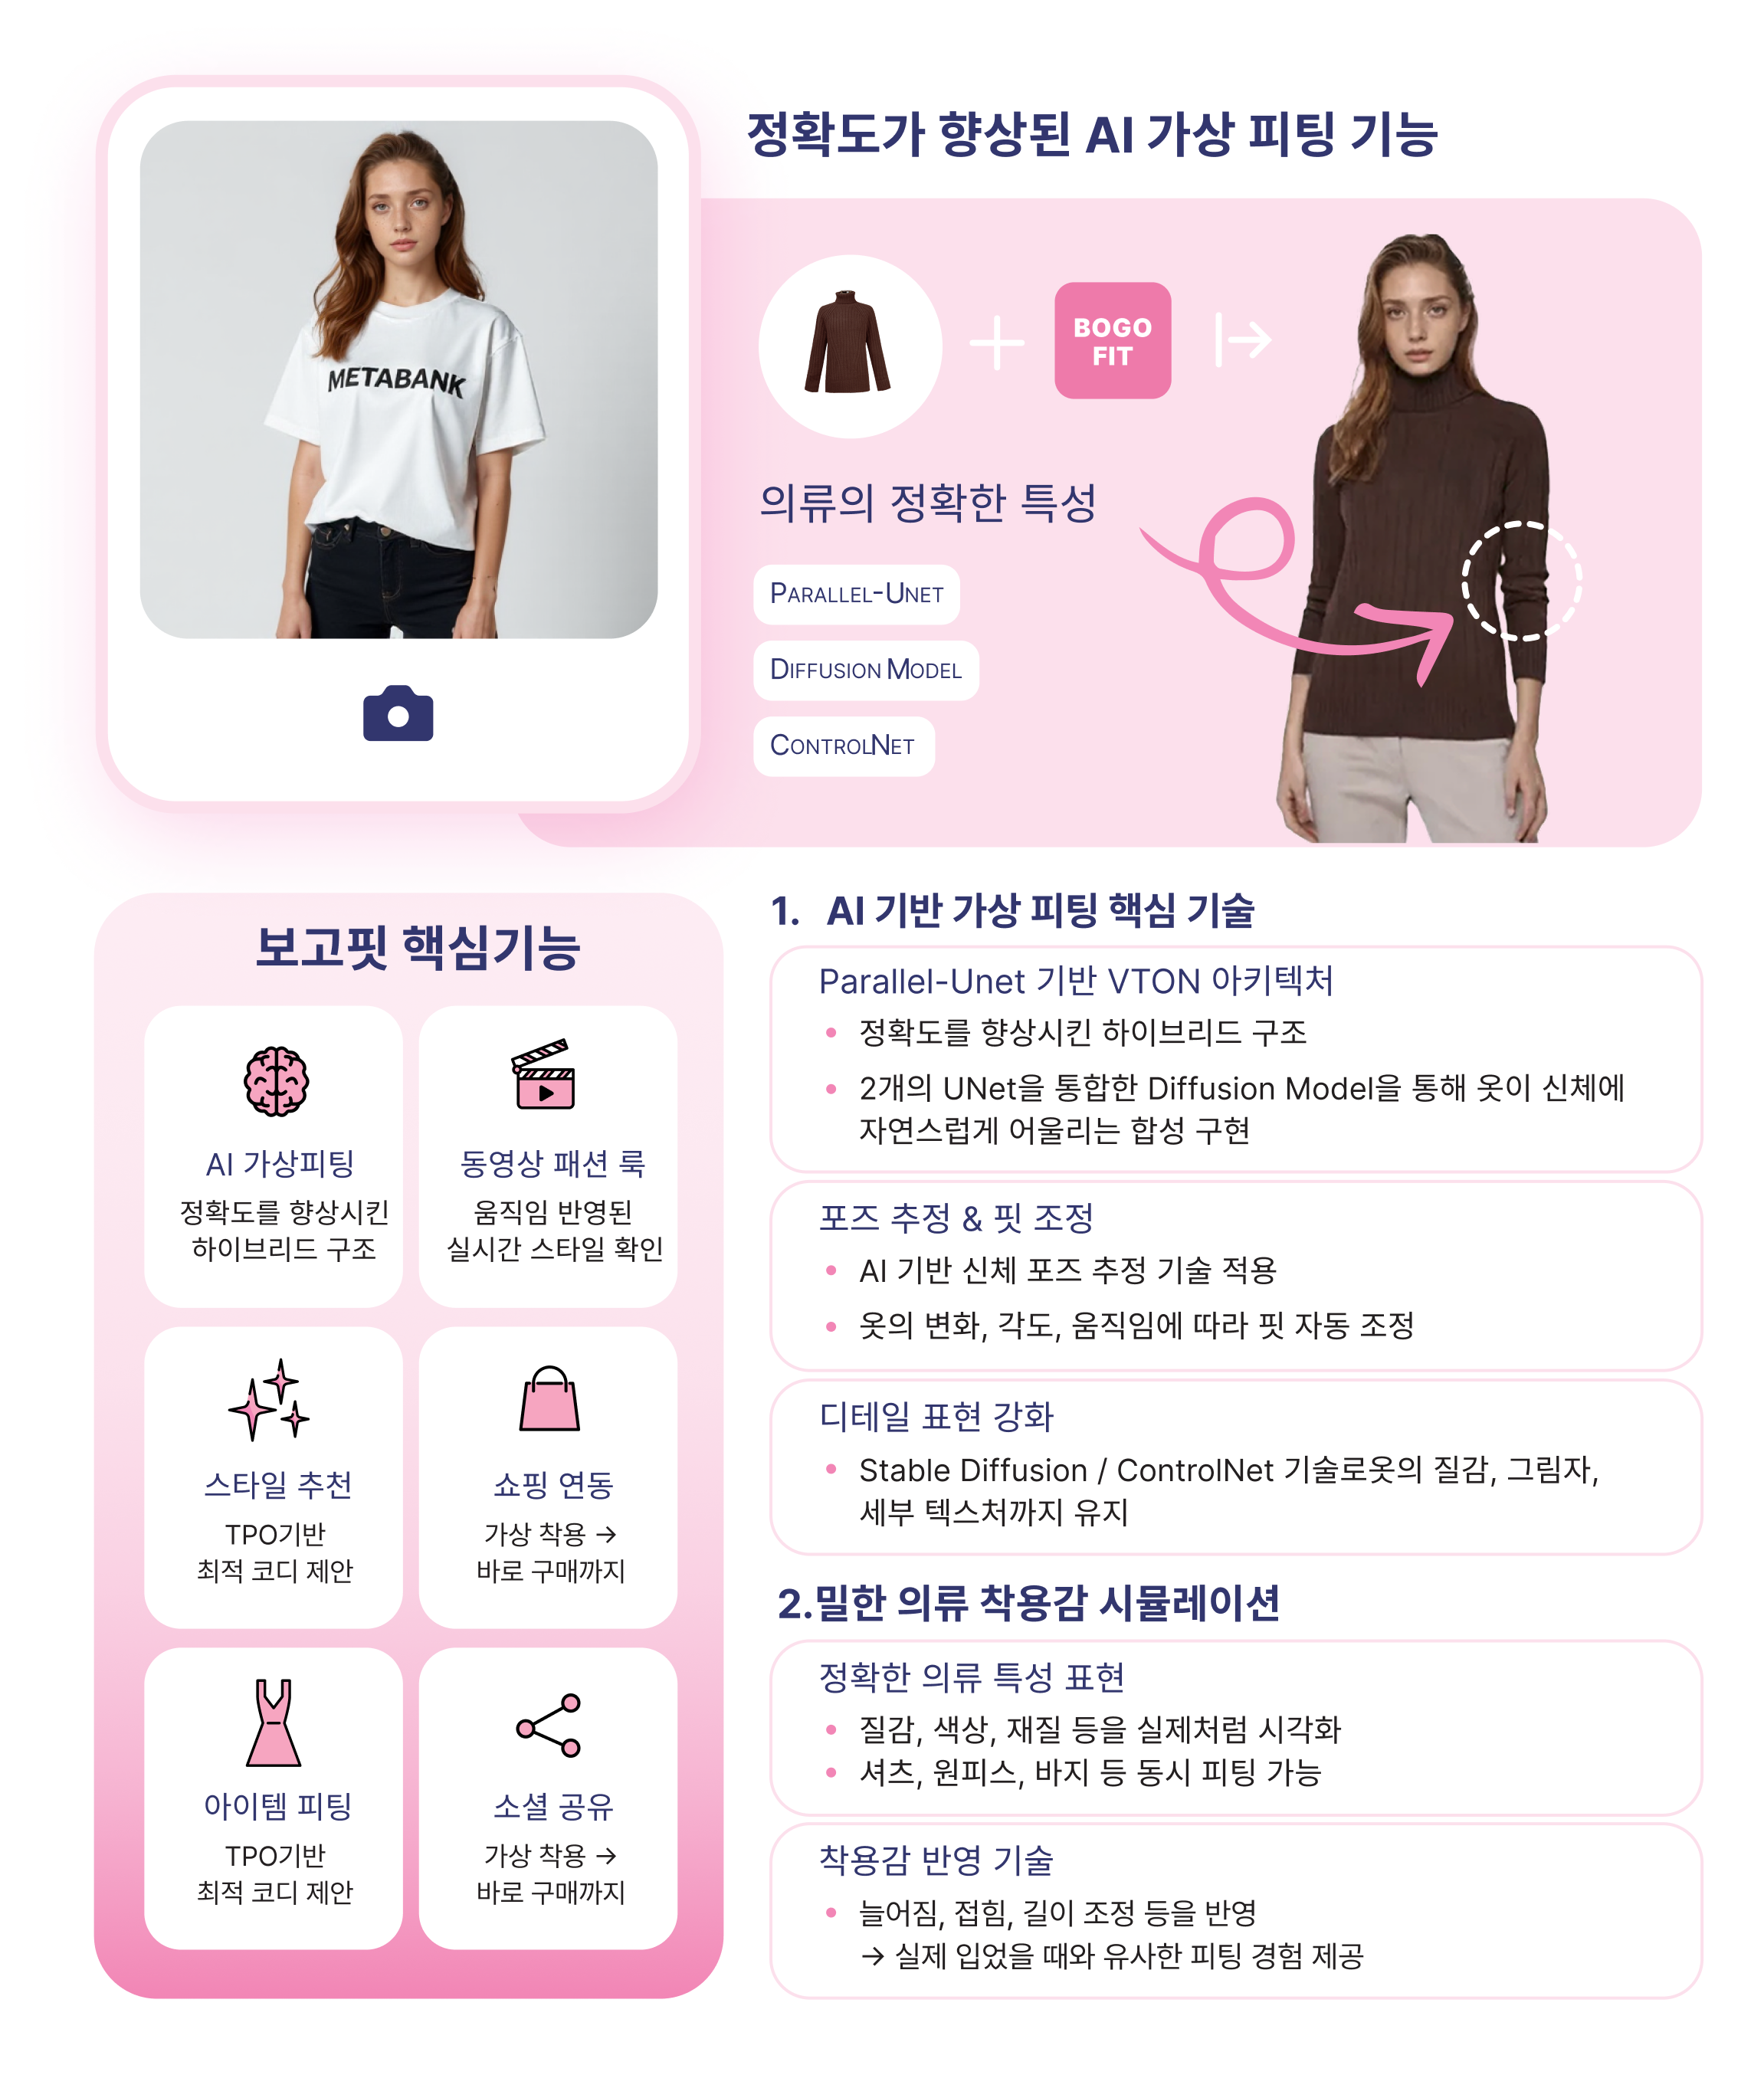 정확도가 향상된 AI 가상 피팅 기능
METABANK
BOGO
FIT
의류의 정확한 특성
PARALLEL-UNET
DIFFUSION MODEL
CONTROLNET
보고핏 핵심기능
AI 가상피팅
정확도를 향상시킨
하이브리드 구조
동영상 패션 룩
움직임 반영된
실시간 스타일 확인
스타일 추천
TPO기반
최적 코디 제안
쇼핑 연동
가상 착용 →
바로 구매까지
아이템 피팅
TPO기반
최적 코디 제안
소셜 공유
가상 착용 →
바로 구매까지
1. AI 기반 가상 피팅 핵심 기술
Parallel-Unet 기반 VTON 아키텍처
• 정확도를 향상시킨 하이브리드 구조
• 2개의 UNet을 통합한 Diffusion Model을 통해 옷이 신체에
자연스럽게 어울리는 합성 구현
포즈 추정 & 핏 조정
• AI 기반 신체 포즈 추정 기술 적용
• 옷의 변화, 각도, 움직임에 따라 핏 자동 조정
디테일 표현 강화
• Stable Diffusion / ControlNet 기술로옷의 질감, 그림자,
세부 텍스처까지 유지
2.밀한 의류 착용감 시뮬레이션
정확한 의류 특성 표현
• 질감, 색상, 재질 등을 실제처럼 시각화
• 셔츠, 원피스, 바지 등 동시 피팅 가능
착용감 반영 기술
• 늘어짐, 접힘, 길이 조정 등을 반영
→ 실제 입었을 때와 유사한 피팅 경험 제공